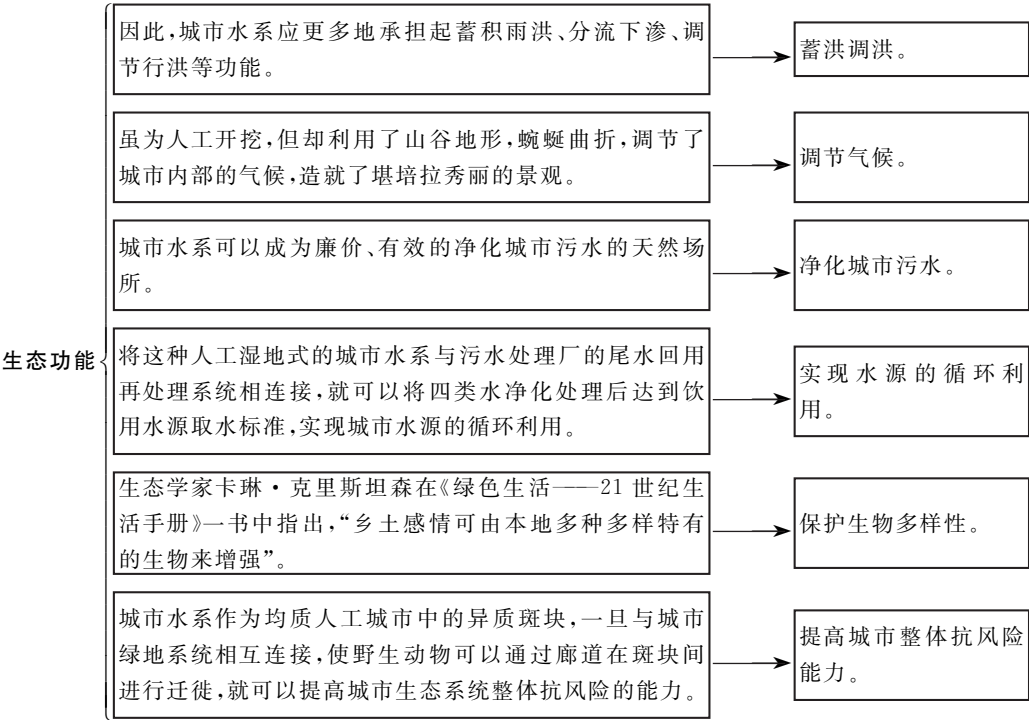 因此,城市水系应更多地承担起蓄积雨洪、分流下渗、调
节行洪等功能。
蓄洪调洪。
虽为人工开挖,但却利用了山谷地形,蜿蜒曲折,调节了
城市内部的气候,造就了堪培拉秀丽的景观。
调节气候。
城市水系可以成为廉价、有效的净化城市污水的天然场
所。
净化城市污水。
生态功能
将这种人工湿地式的城市水系与污水处理厂的尾水回用
再处理系统相连接,就可以将四类水净化处理后达到饮
用水源取水标准,实现城市水源的循环利用。
实现水源的循环利
用。
生态学家卡琳·克里斯坦森在《绿色生活——21世纪生
活手册》一书中指出,“乡土感情可由本地多种多样特有
的生物来增强”。
保护生物多样性。
城市水系作为均质人工城市中的异质斑块,一旦与城市
绿地系统相互连接,使野生动物可以通过廊道在斑块间
进行迁徙,就可以提高城市生态系统整体抗风险的能力。
提高城市整体抗风险
能力。